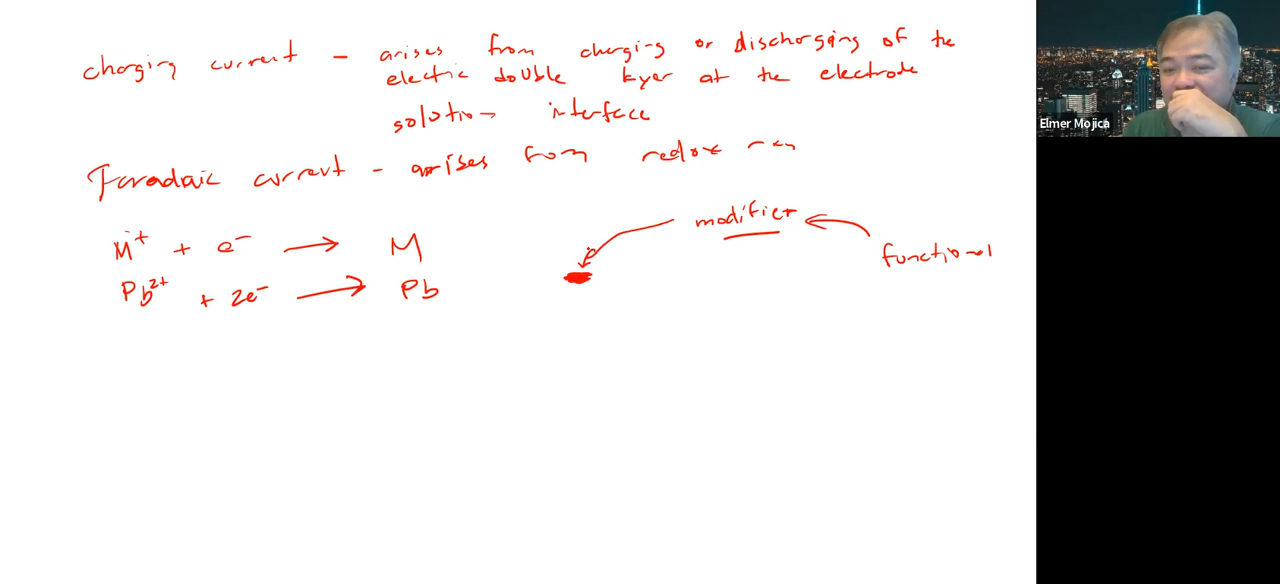 charging current - arises from charging or discharging of the
electric double layer at the electrode
solution interface
Faradaic current - arises from redox rxn
M⁺ + e⁻ → M
Pb²⁺ + 2e⁻ → Pb
modifier
functional
Elmer Mojica